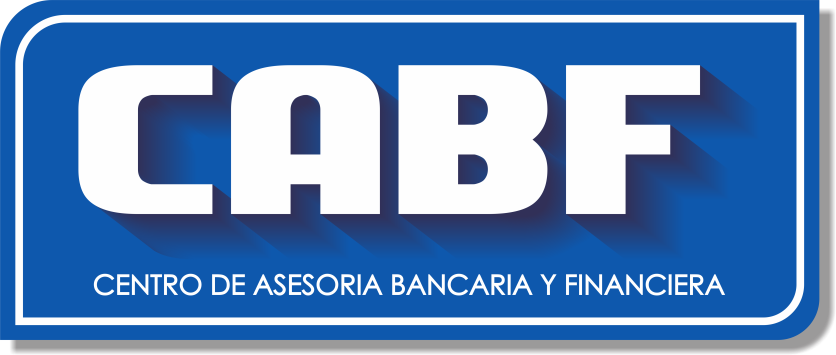 CABF
CENTRO DE ASESORIA BANCARIA Y FINANCIERA